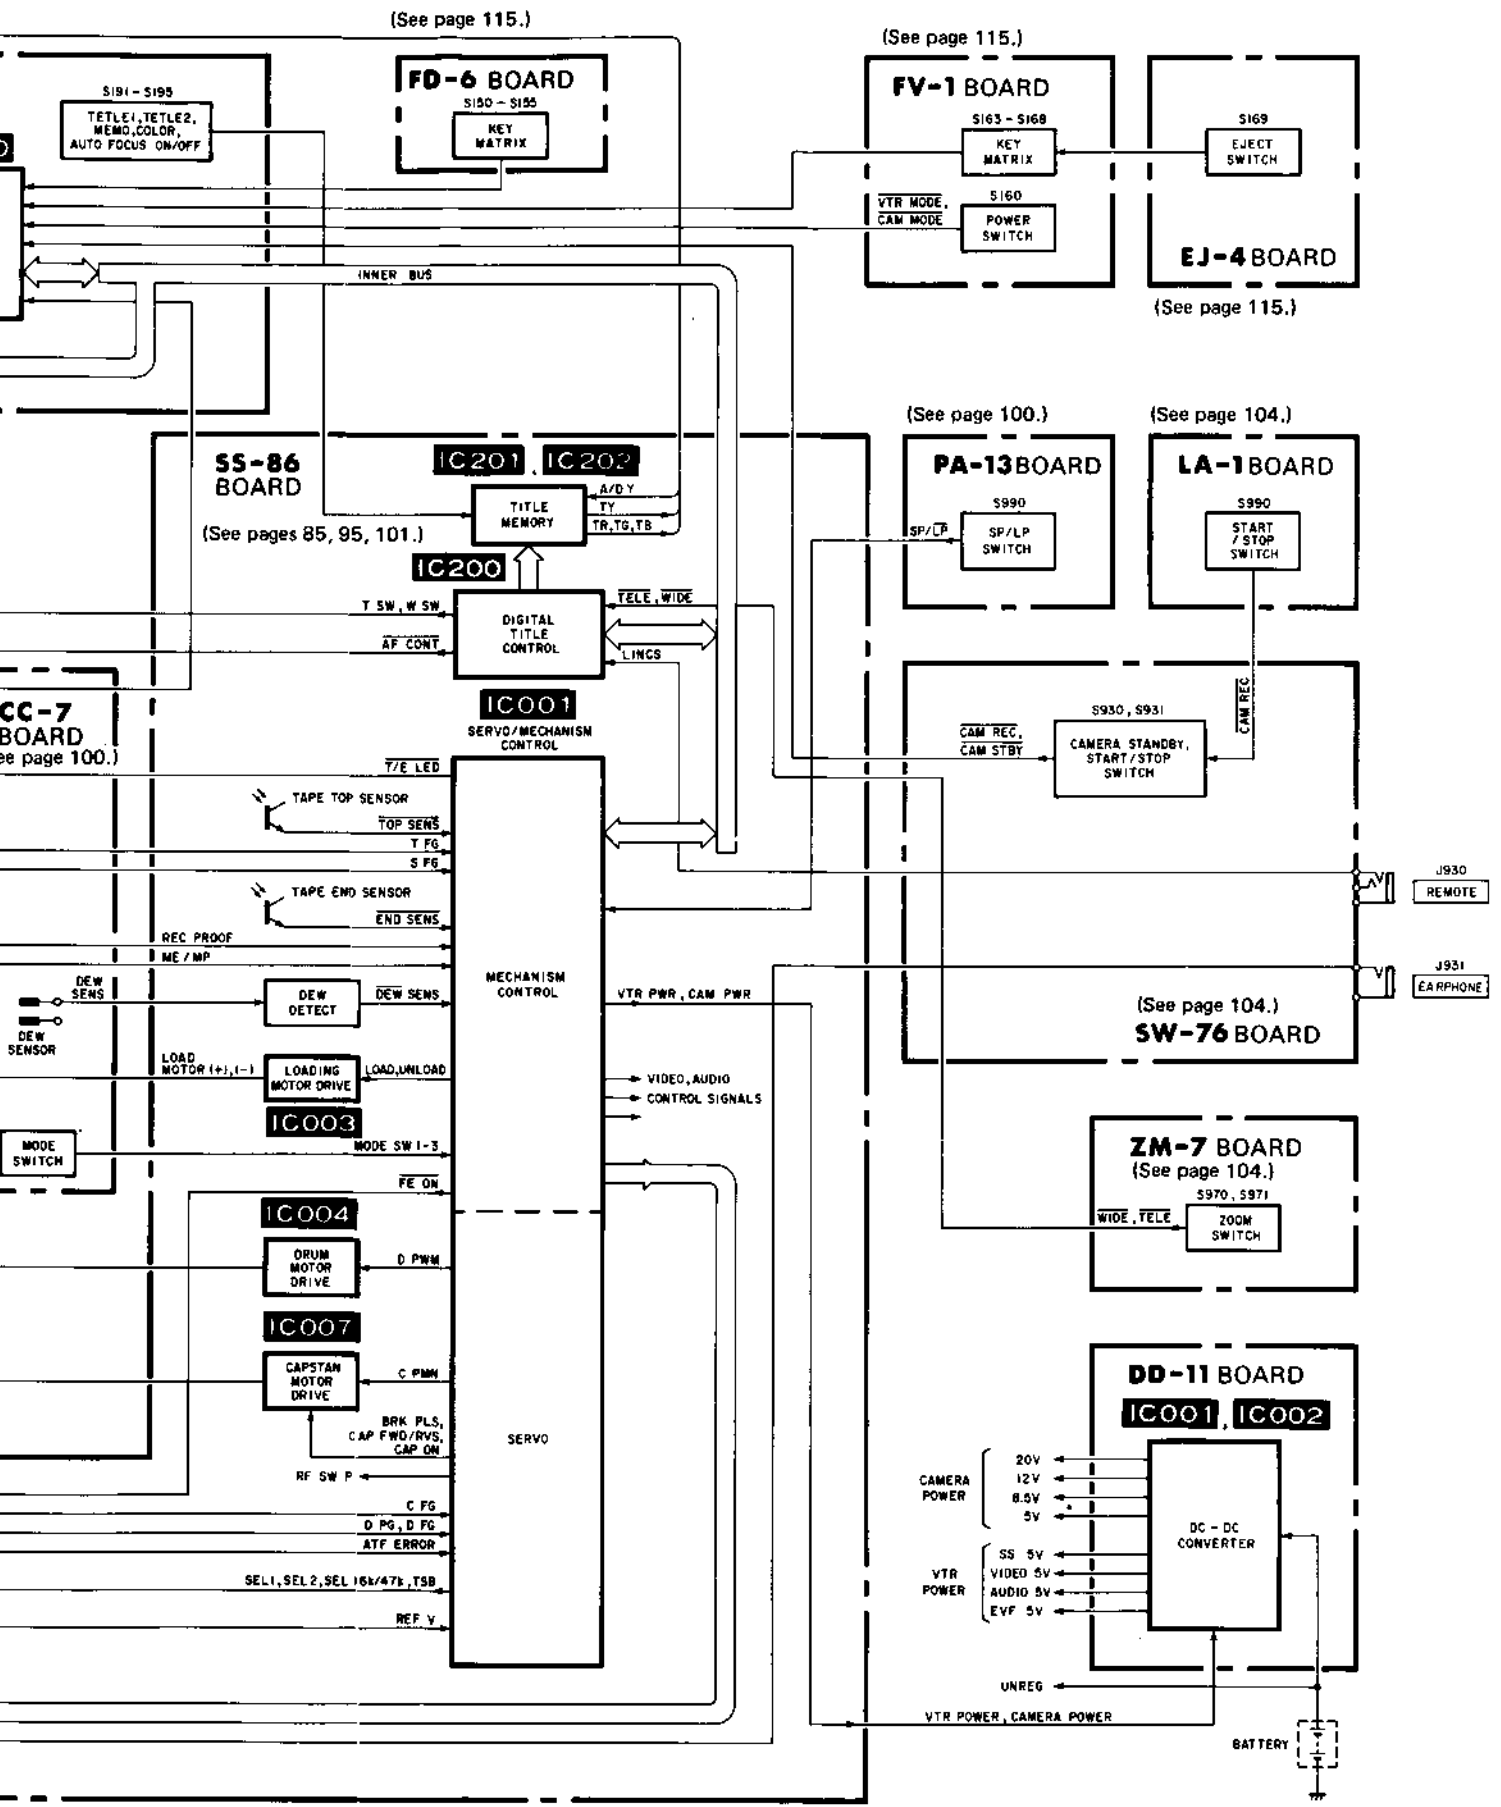 (See page 115.)
(See page 115.)
FD-6 BOARD
S150 - S155
KEY
MATRIX
S191 - S195
TETLE1, TETLE2,
MEMO, COLOR,
AUTO FOCUS ON/OFF
FV-1 BOARD
S163 - S168
KEY
MATRIX
S160
POWER
SWITCH
VTR MODE,
CAM MODE
S169
EJECT
SWITCH
EJ-4 BOARD
(See page 115.)
INNER BUS
(See page 100.)
PA-13 BOARD
S990
SP/LP
SWITCH
SP/LP
(See page 104.)
LA-1 BOARD
S990
START
/ STOP
SWITCH
SS-86
BOARD
(See pages 85, 95, 101.)
IC201, IC202
TITLE
MEMORY
A/D Y
TY
TR, TG, TB
IC200
DIGITAL
TITLE
CONTROL
T SW, W SW
AF CONT
TELE, WIDE
LINCS
CC-7
BOARD
ee page 100.)
IC001
SERVO/MECHANISM
CONTROL
T/E LED
TAPE TOP SENSOR
TOP SENS
T FG
S FG
TAPE END SENSOR
END SENS
REC PROOF
ME / MP
DEW
SENS
DEW
SENSOR
DEW
DETECT
DEW SENS
MECHANISM
CONTROL
VTR PWR, CAM PWR
LOAD
MOTOR (+), (-)
LOADING
MOTOR DRIVE
LOAD, UNLOAD
IC003
VIDEO, AUDIO
CONTROL SIGNALS
MODE
SWITCH
MODE SW 1-3
FE ON
IC004
DRUM
MOTOR
DRIVE
D PWM
IC007
CAPSTAN
MOTOR
DRIVE
C PMN
BRK PLS,
CAP FWD/RVS,
CAP ON
SERVO
RF SW P
C FG
D PG, D FG
ATF ERROR
SEL1, SEL2, SEL 16k/47k, TSB
REF V
CAM REC
S930, S931
CAMERA STANDBY,
START/STOP
SWITCH
CAM REC,
CAM STBY
J930
REMOTE
J931
EARPHONE
(See page 104.)
SW-76 BOARD
ZM-7 BOARD
(See page 104.)
S970, S971
ZOOM
SWITCH
WIDE, TELE
DD-11 BOARD
IC001, IC002
DC - DC
CONVERTER
CAMERA
POWER
20V
12V
8.5V
5V
VTR
POWER
SS 5V
VIDEO 5V
AUDIO 5V
EVF 5V
UNREG
VTR POWER, CAMERA POWER
BATTERY